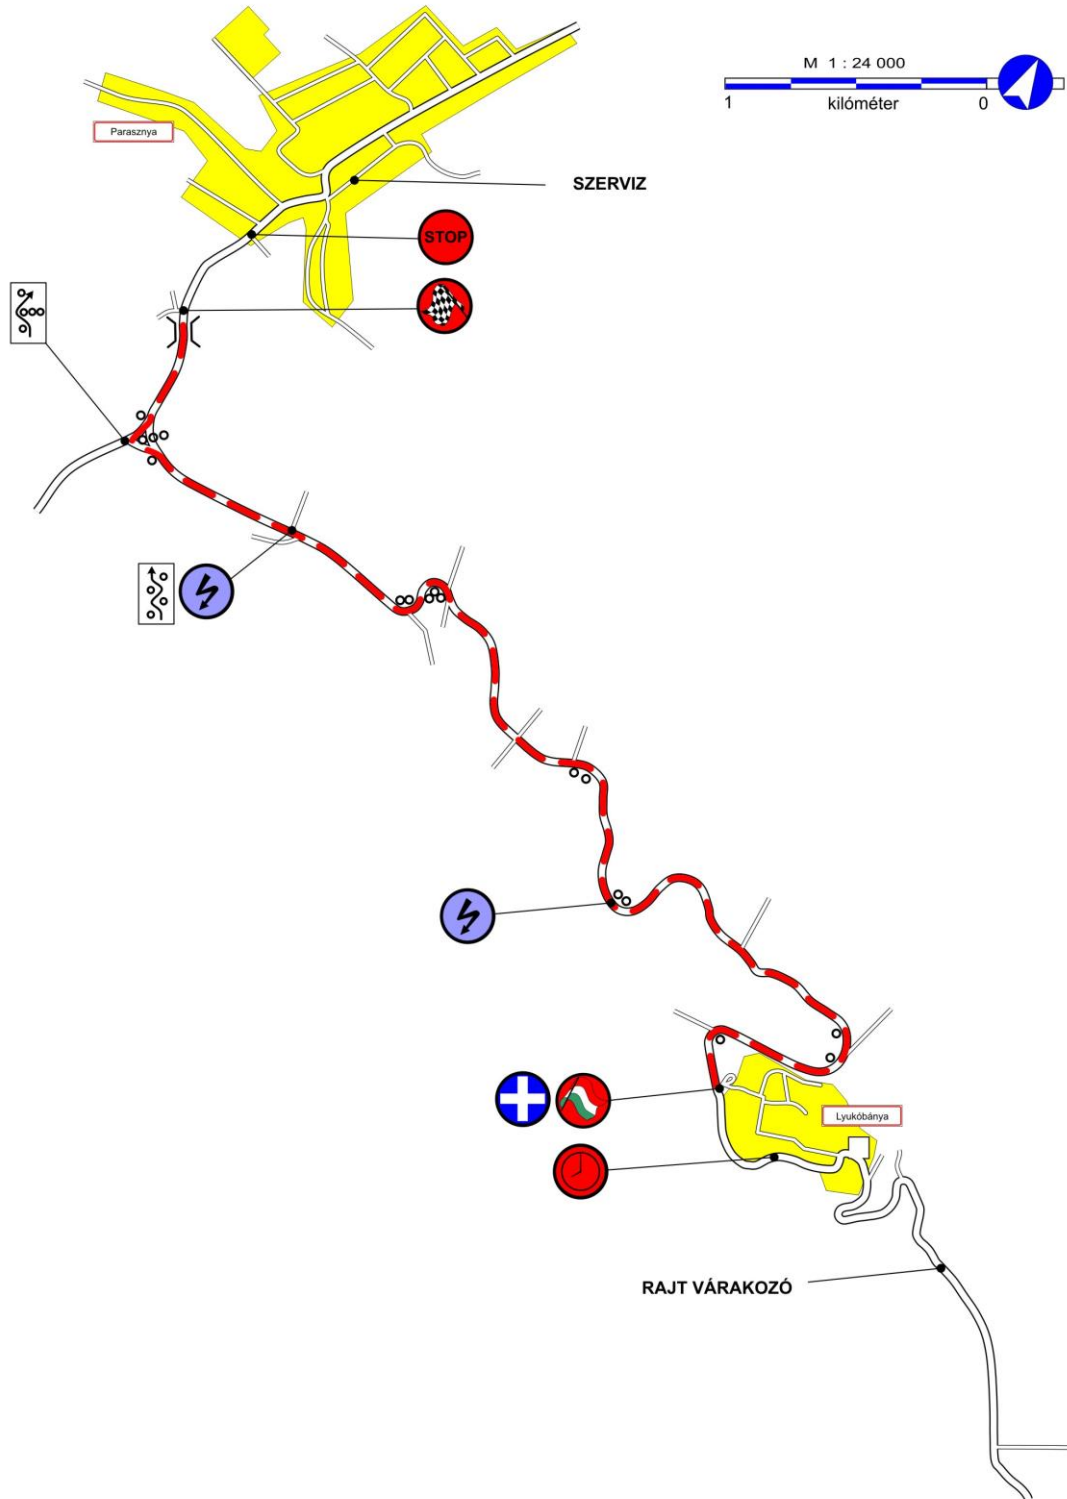 M 1 : 24 000
1 kilóméter 0
Parasznya
SZERVIZ
STOP
Lyukóbánya
RAJT VÁRAKOZÓ